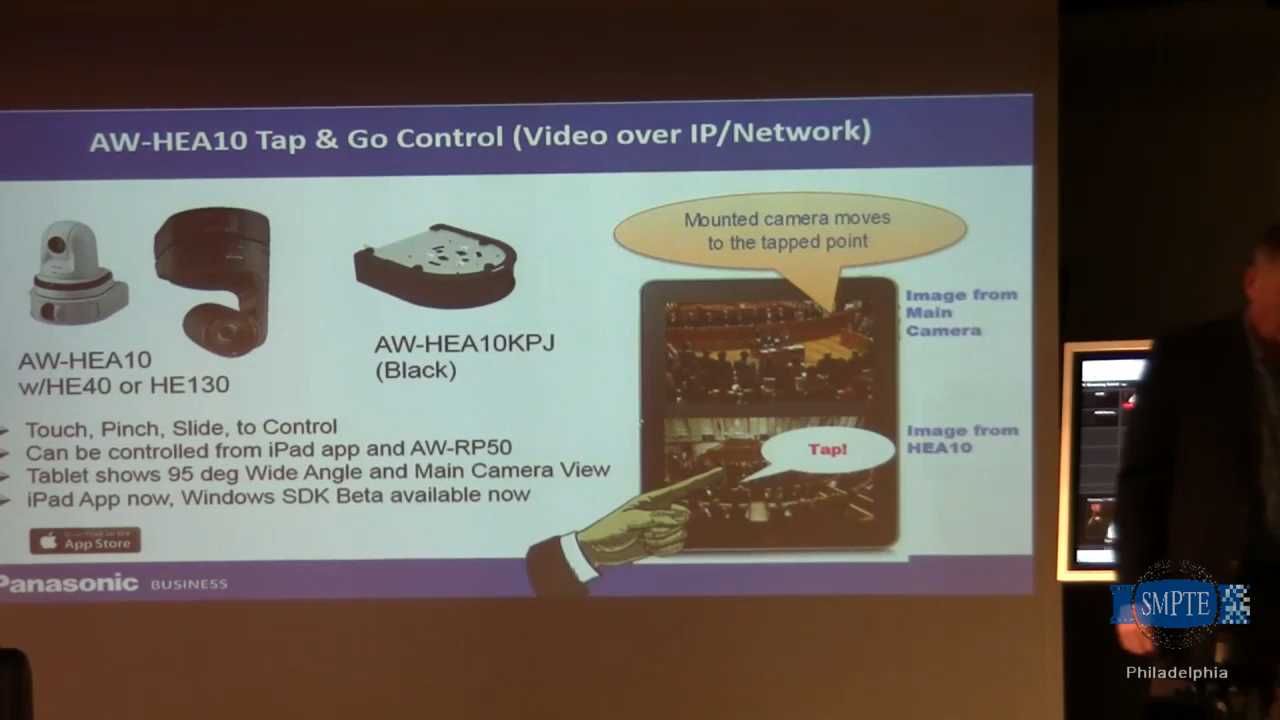 AW-HEA10 Tap & Go Control (Video over IP/Network)
Mounted camera moves
to the tapped point
Image from
Main
Camera
AW-HEA10
w/HE40 or HE130
AW-HEA10KPJ
(Black)
Touch, Pinch, Slide, to Control
Can be controlled from iPad app and AW-RP50
Tablet shows 95 deg Wide Angle and Main Camera View
iPad App now, Windows SDK Beta available now
Image from
HEA10
Tap!
App Store
Panasonic BUSINESS
SMPTE
Philadelphia